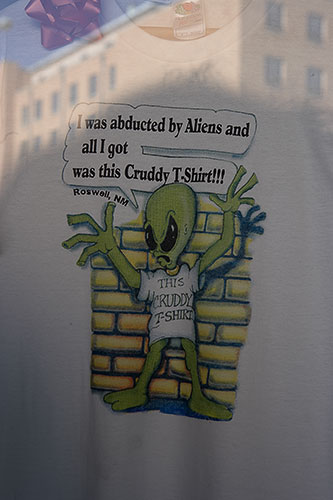 I was abducted by Aliens and
all I got
was this Cruddy T-Shirt!!!
Roswell, NM
THIS
CRUDDY
T-SHIRT